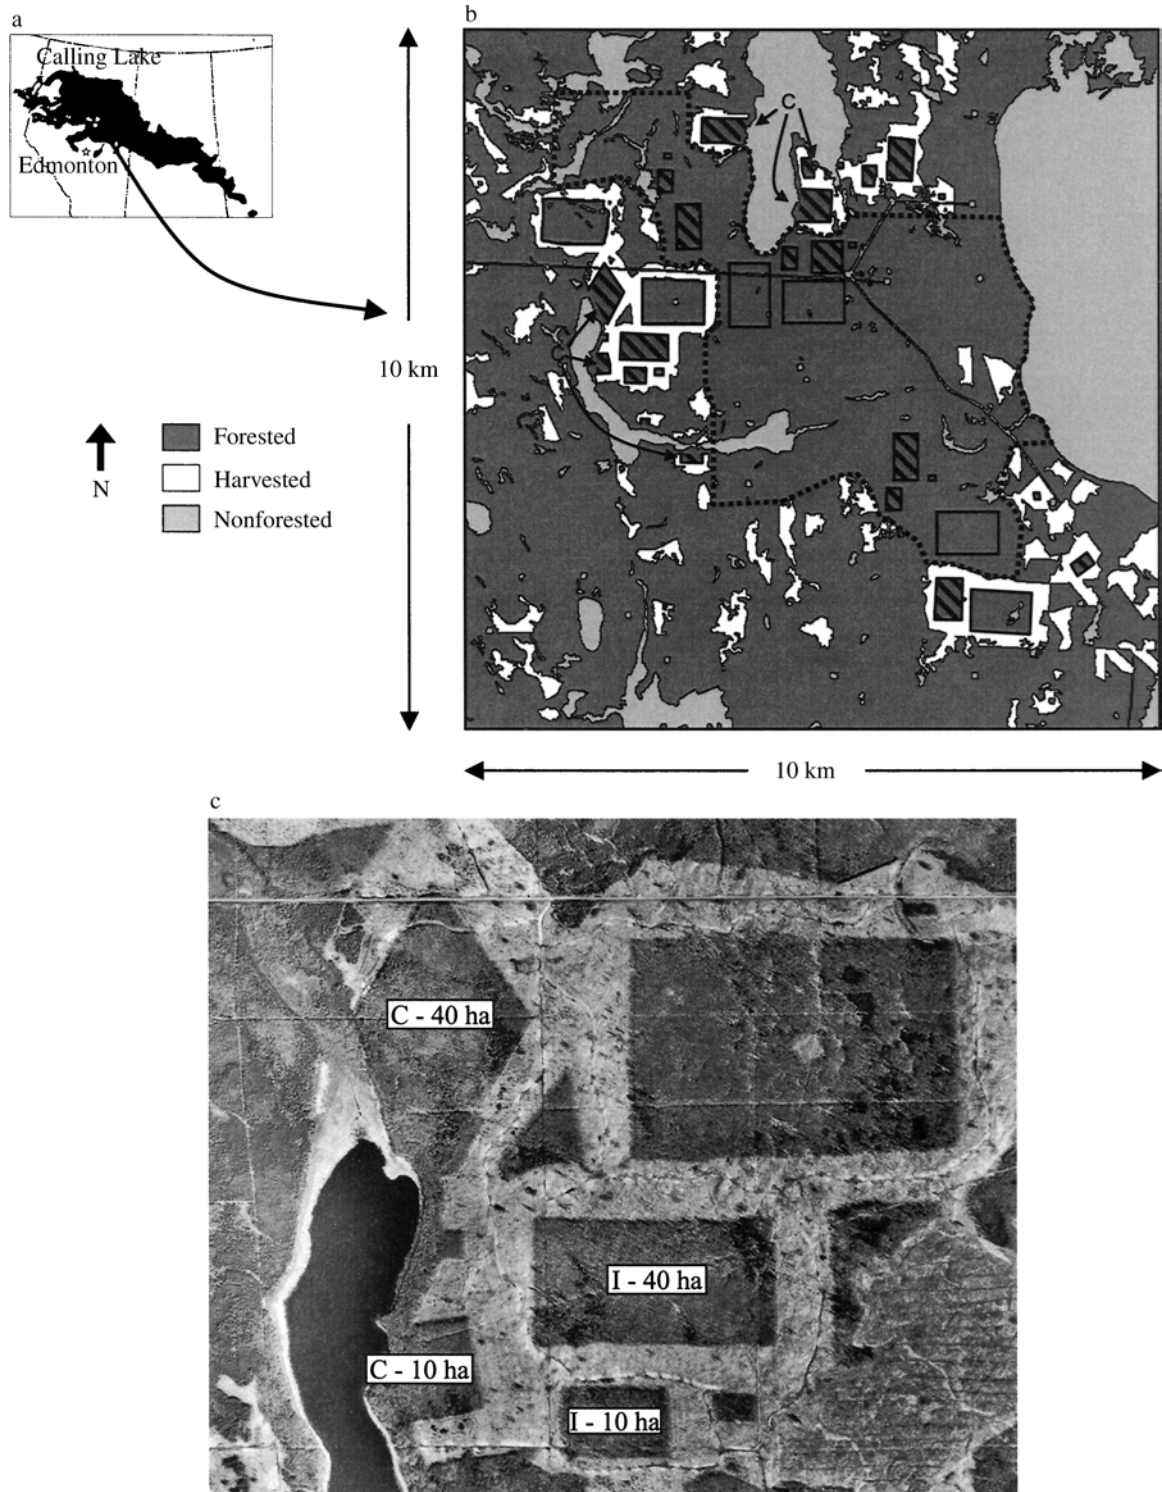 a
Calling Lake
Edmonton
b
C
C
10 km
N
Forested
Harvested
Nonforested
10 km
c
C - 40 ha
I - 40 ha
C - 10 ha
I - 10 ha